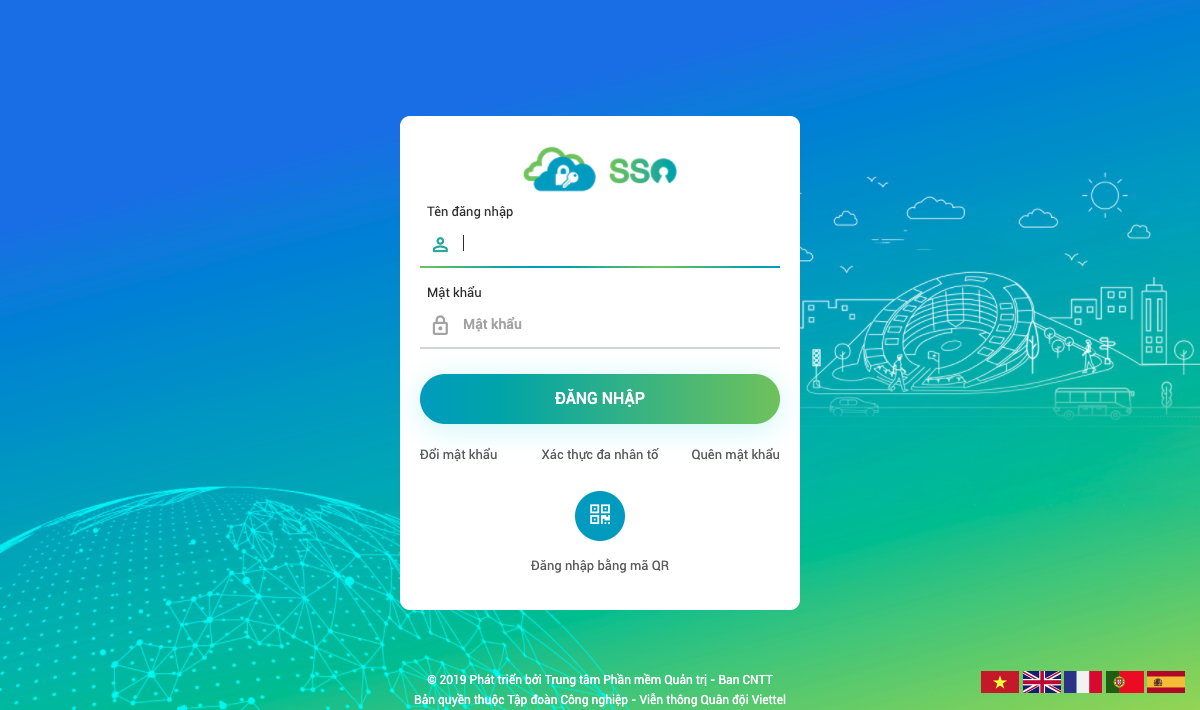 SSO
Tên đăng nhập
Mật khẩu
Mật khẩu
ĐĂNG NHẬP
Đổi mật khẩu
Xác thực đa nhân tố
Quên mật khẩu
Đăng nhập bằng mã QR
© 2019 Phát triển bởi Trung tâm Phần mềm Quản trị - Ban CNTT
Bản quyền thuộc Tập đoàn Công nghiệp - Viễn thông Quân đội Viettel